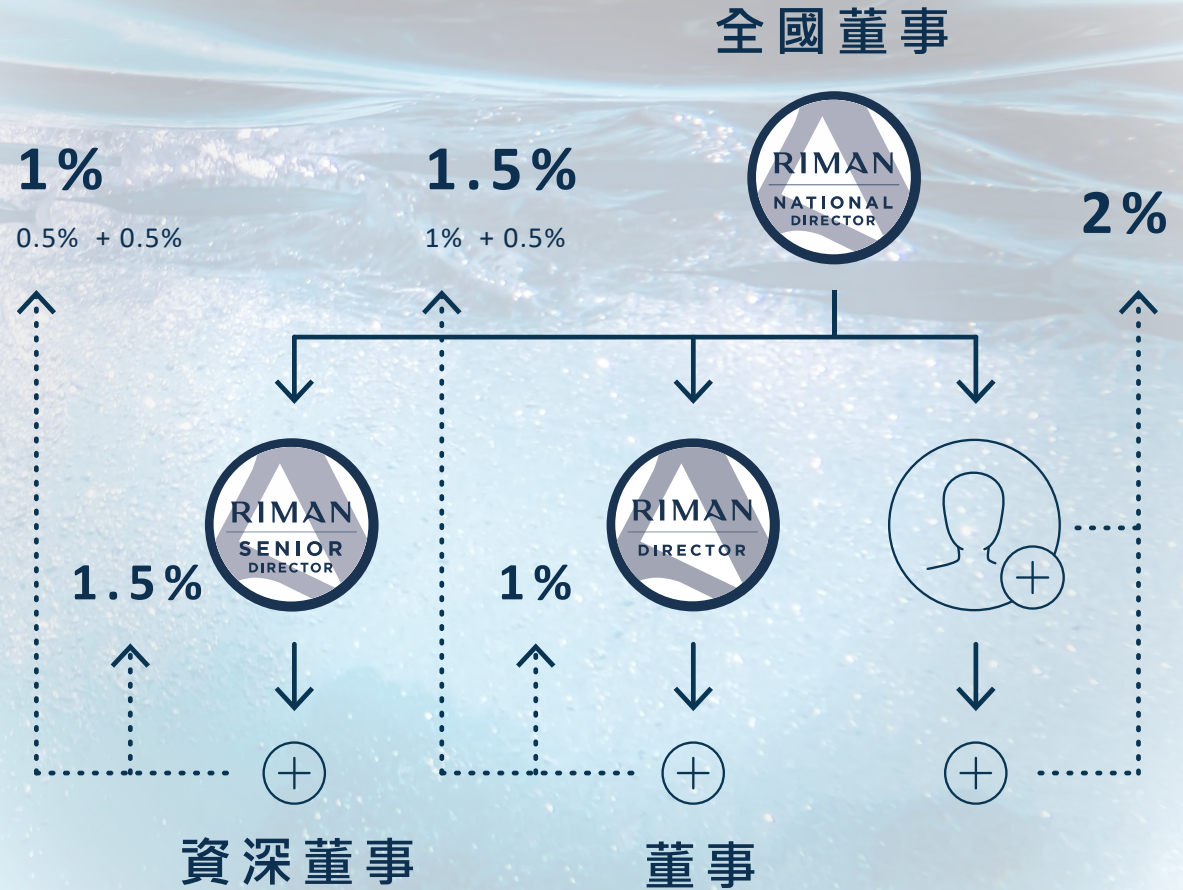 全國董事
RIMAN
NATIONAL
DIRECTOR
1%
0.5% + 0.5%
1.5%
1% + 0.5%
2%
RIMAN
SENIOR
DIRECTOR
1.5%
RIMAN
DIRECTOR
1%
資深董事
董事